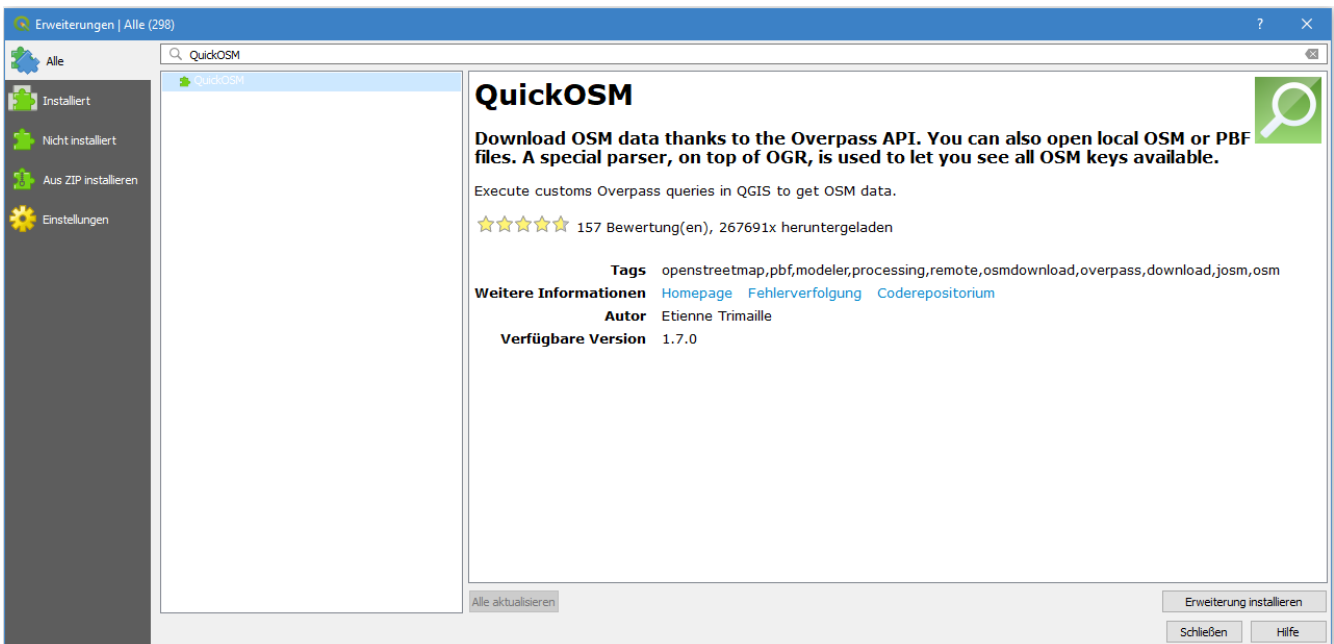 Erweiterungen | Alle (298)
?
Alle
Installiert
Nicht installiert
Aus ZIP installieren
Einstellungen
QuickOSM
QuickOSM
QuickOSM
Download OSM data thanks to the Overpass API. You can also open local OSM or PBF
files. A special parser, on top of OGR, is used to let you see all OSM keys available.
Execute customs Overpass queries in QGIS to get OSM data.
157 Bewertung(en), 267691x heruntergeladen
Tags openstreetmap,pbf,modeler,processing,remote,osmdownload,overpass,download,josm,osm
Weitere Informationen Homepage Fehlerverfolgung Coderepositorium
Autor Etienne Trimaille
Verfügbare Version 1.7.0
Alle aktualisieren
Erweiterung installieren
Schließen Hilfe